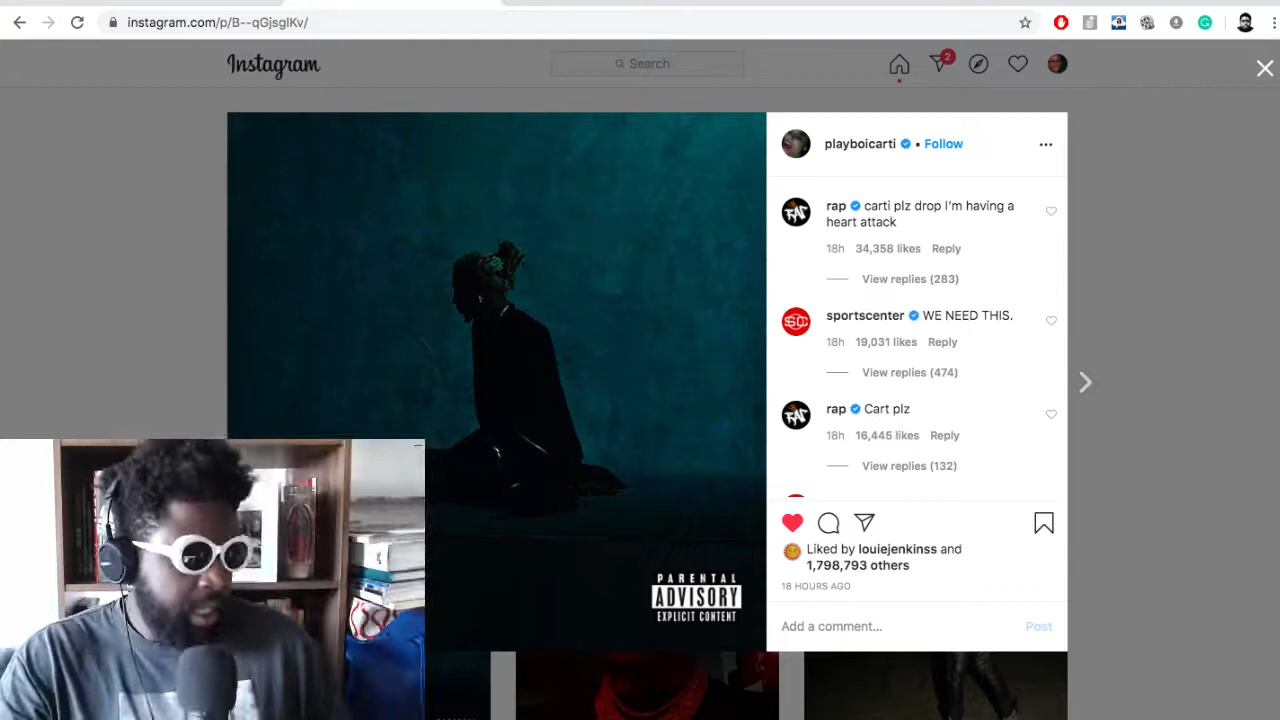 instagram.com/p/B--qGjsglKv/
Instagram
Search
2
playboicarti • Follow
rap carti plz drop I'm having a
heart attack
18h 34,358 likes Reply
View replies (283)
sportscenter WE NEED THIS.
18h 19,031 likes Reply
View replies (474)
rap Cart plz
18h 16,445 likes Reply
View replies (132)
Liked by louiejenkinss and
1,798,793 others
18 HOURS AGO
Add a comment... Post
PARENTAL
ADVISORY
EXPLICIT CONTENT